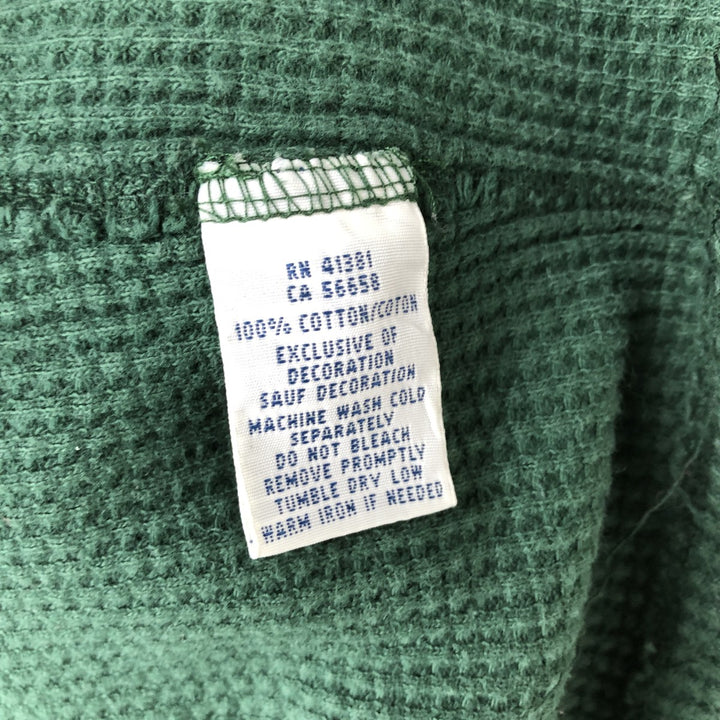 RN 41381
CA 56658
100% COTTON/COTON
EXCLUSIVE OF
DECORATION
SAUF DECORATION
MACHINE WASH COLD
SEPARATELY
DO NOT BLEACH
REMOVE PROMPTLY
TUMBLE DRY LOW
WARM IRON IF NEEDED